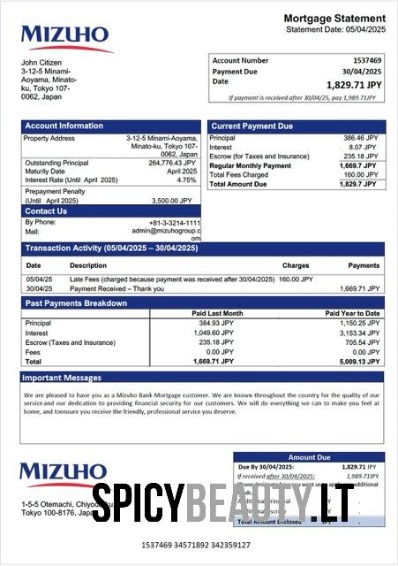 MIZUHO
Mortgage Statement
Statement Date: 05/04/2025
John Citizen
3-12-5 Minami-
Aoyama, Minato-
ku, Tokyo 107-
0062, Japan
Account Number 1537469
Payment Due 30/04/2025
Date 1,829.71 JPY
If payment is received after 30/04/25, pay 1,989.71JPY
Account Information
Property Address 3-12-5 Minami-Aoyama,
Minato-ku, Tokyo 107-
0062, Japan
Outstanding Principal 264,776.43 JPY
Maturity Date April 2025
Interest Rate (Until April 2025) 4.75%
Prepayment Penalty
(Until April 2025) 3,500.00 JPY
Current Payment Due
Principal 386.46 JPY
Interest 8.07 JPY
Escrow (for Taxes and Insurance) 235.18 JPY
Regular Monthly Payment 1,669.7 JPY
Total Fees Charged 160.00 JPY
Total Amount Due 1,829.7 JPY
Contact Us
By Phone: +81-3-3214-1111
Mail: admin@mizuhogroup.c
om
Transaction Activity (05/04/2025 – 30/04/2025)
Date Description Charges Payments
05/04/25 Late Fees (charged because payment was received after 30/04/2025) 160.00 JPY
30/04/25 Payment Received – Thank you 1,669.71 JPY
Past Payments Breakdown
Paid Last Month Paid Year to Date
Principal 384.93 JPY 1,150.25 JPY
Interest 1,049.60 JPY 3,153.34 JPY
Escrow (Taxes and Insurance) 235.18 JPY 705.54 JPY
Fees 0.00 JPY 0.00 JPY
Total 1,669.71 JPY 5,009.13 JPY
Important Messages
We are pleased to have you as a Mizuho Bank Mortgage customer. We are known throughout the country for the quality of our
service and our dedication to providing financial security for our customers. We will do everything we can to make you feel at
home, and toensure you receive the friendly, professional service you deserve.
MIZUHO
1-5-5 Otemachi,
Tokyo 100-8176,
Amount Due
Due By 30/04/2025: 1,829.71 JPY
If received after 30/04/25: 1,989.71JPY
Total Amount Enclosed
SPICYBEAUTY.LT
1537469 34571892 342359127